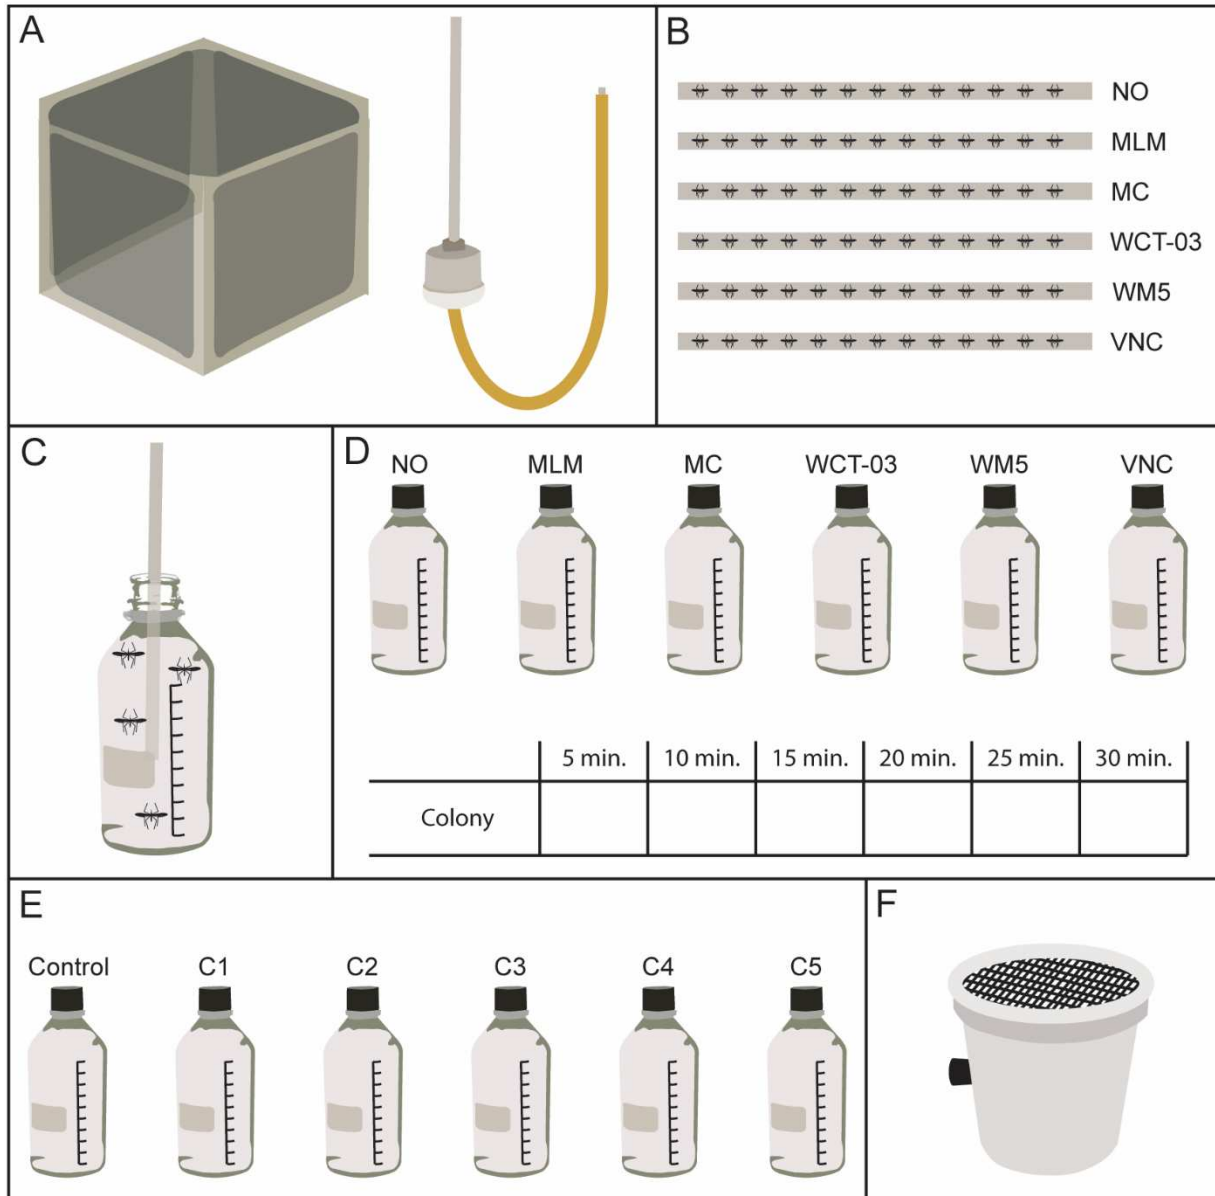 A
B
NO
MLM
MC
WCT-03
WM5
VNC
C
D
NO MLM MC WCT-03 WM5 VNC
5 min. 10 min. 15 min. 20 min. 25 min. 30 min.
Colony
E
Control C1 C2 C3 C4 C5
F